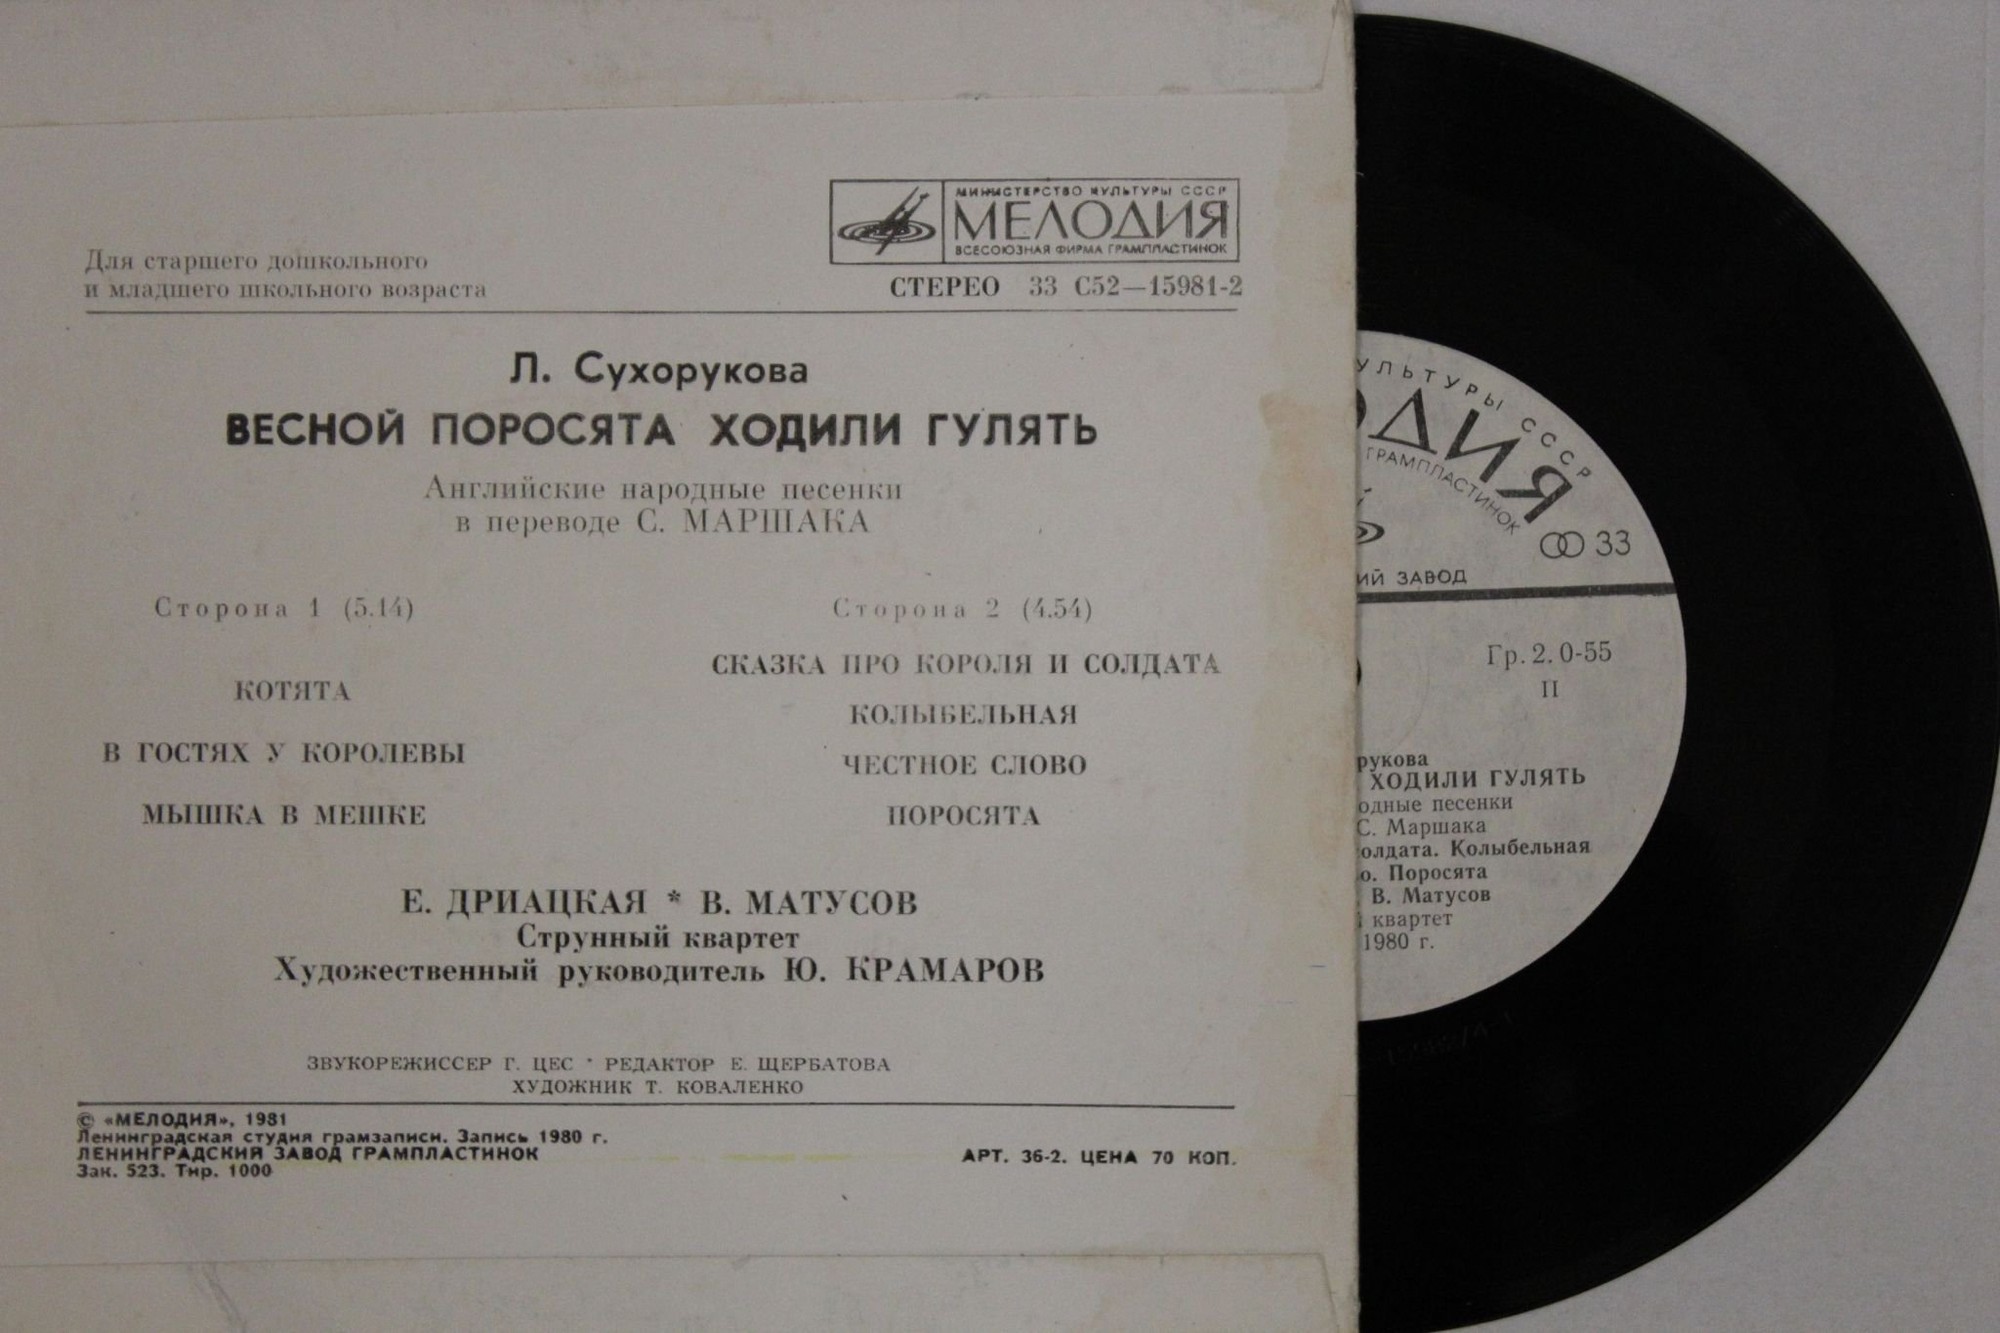 МИНИСТЕРСТВО КУЛЬТУРЫ СССР
МЕЛОДИЯ
ВСЕСОЮЗНАЯ ФИРМА ГРАМПЛАСТИНОК
Для старшего дошкольного
и младшего школьного возраста
СТЕРЕО 33 С52—15981-2
Л. Сухорукова
ВЕСНОЙ ПОРОСЯТА ХОДИЛИ ГУЛЯТЬ
Английские народные песенки
в переводе С. МАРШАКА
Сторона 1 (5.14)
КОТЯТА
В ГОСТЯХ У КОРОЛЕВЫ
МЫШКА В МЕШКЕ
Сторона 2 (4.54)
СКАЗКА ПРО КОРОЛЯ И СОЛДАТА
КОЛЫБЕЛЬНАЯ
ЧЕСТНОЕ СЛОВО
ПОРОСЯТА
Е. ДРИАЦКАЯ * В. МАТУСОВ
Струнный квартет
Художественный руководитель Ю. КРАМАРОВ
ЗВУКОРЕЖИССЕР Г. ЦЕС * РЕДАКТОР Е. ЩЕРБАТОВА
ХУДОЖНИК Т. КОВАЛЕНКО
© «МЕЛОДИЯ», 1981
Ленинградская студия грамзаписи. Запись 1980 г.
ЛЕНИНГРАДСКИЙ ЗАВОД ГРАМПЛАСТИНОК
Зак. 523. Тир. 1000
АРТ. 36-2. ЦЕНА 70 КОП.
УЛЬТУРЫ СССР
ДИЯ
ГРАМПЛАСТИНОК
33
ИЙ ЗАВОД
Гр. 2. 0-55
II
рукова
ХОДИЛИ ГУЛЯТЬ
одные песенки
С. Маршака
олдата. Колыбельная
о. Поросята
В. Матусов
квартет
1980 г.